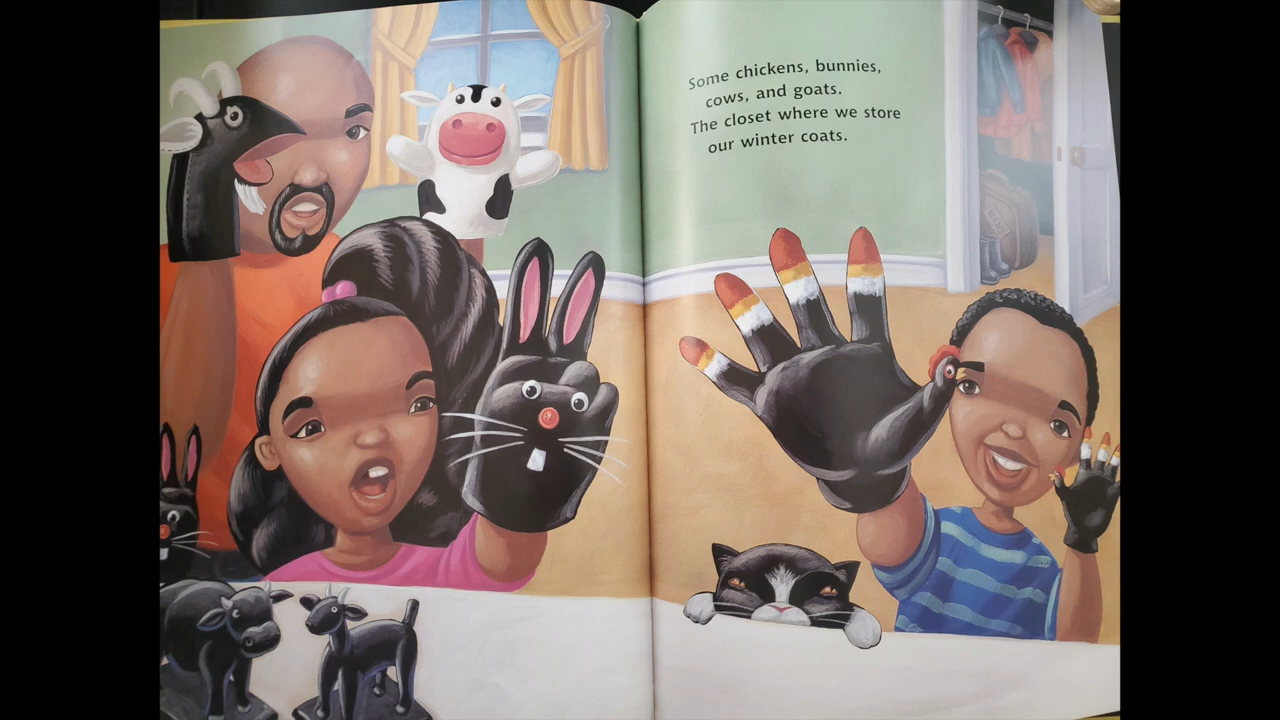 Some chickens, bunnies,
cows, and goats.
The closet where we store
our winter coats.